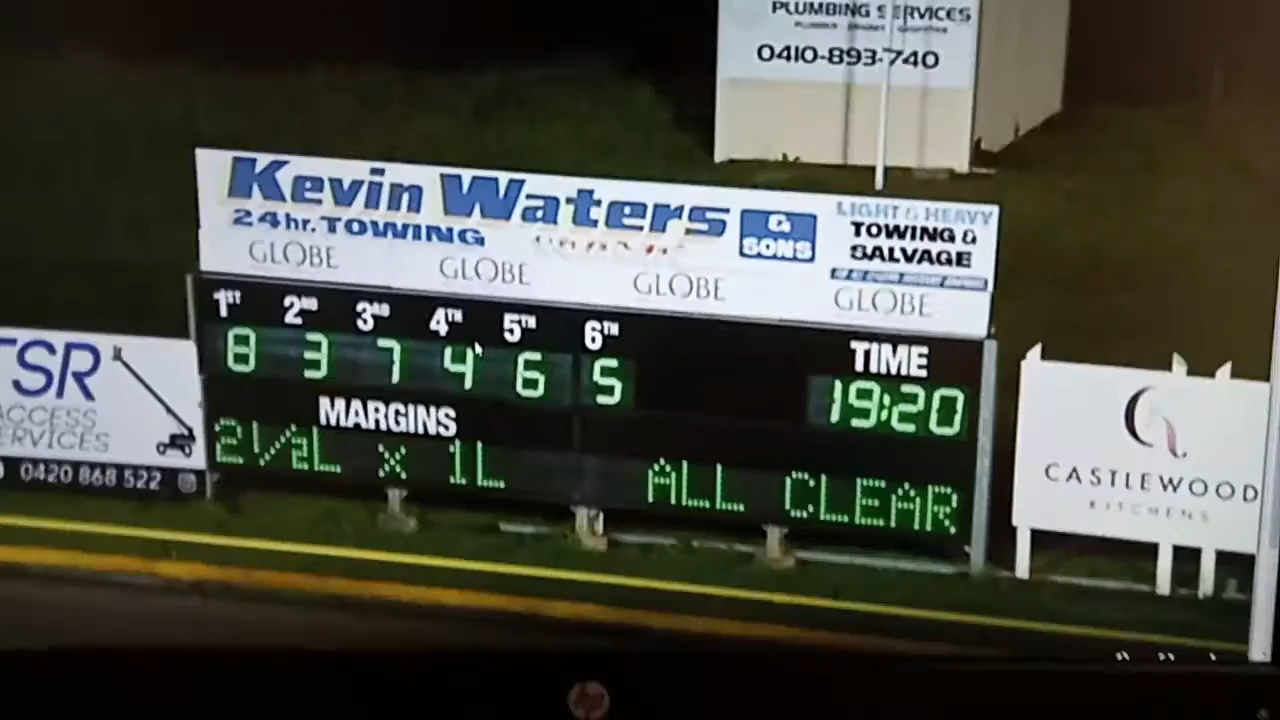 PLUMBING SERVICES
0410-893-740
Kevin Waters
& SONS
24hr. TOWING
LIGHT & HEAVY
TOWING &
SALVAGE
GLOBE GLOBE GLOBE GLOBE
1ST 2ND 3RD 4TH 5TH 6TH TIME
8 3 7 4 6 5 19:20
MARGINS
2½L x 1L ALL CLEAR
TSR
ACCESS
SERVICES
0420 868 522
CASTLEWOOD
KITCHENS
hp